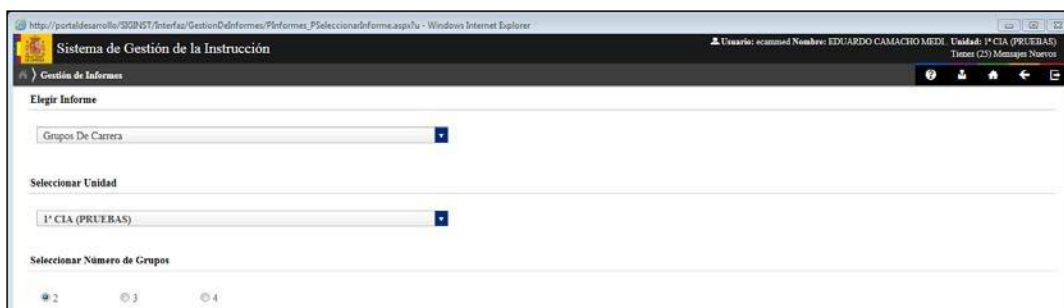 http://portaldesarrollo/SIGINST/Interfaz/GestionDeInformes/PInformes_PSeleccionarInforme.aspx?u - Windows Internet Explorer
Sistema de Gestión de la Instrucción
Usuario: ecammed Nombre: EDUARDO CAMACHO MEDI.. Unidad: 1ª CIA (PRUEBAS)
Tienes (25) Mensajes Nuevos
Gestión de Informes
Elegir Informe
Grupos De Carrera
Seleccionar Unidad
1ª CIA (PRUEBAS)
Seleccionar Número de Grupos
2 3 4